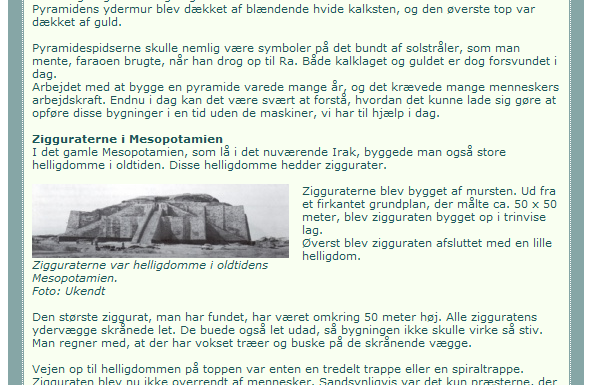 Pyramidens ydermur blev dækket af blændende hvide kalksten, og den øverste top var
dækket af guld.
Pyramidespidserne skulle nemlig være symboler på det bundt af solstråler, som man
mente, faraoen brugte, når han drog op til Ra. Både kalklaget og guldet er dog forsvundet i
dag.
Arbejdet med at bygge en pyramide varede mange år, og det krævede mange menneskers
arbejdskraft. Endnu i dag kan det være svært at forstå, hvordan det kunne lade sig gøre at
opføre disse bygninger i en tid uden de maskiner, vi har til hjælp i dag.
Zigguraterne i Mesopotamien
I det gamle Mesopotamien, som lå i det nuværende Irak, byggede man også store
helligdomme i oldtiden. Disse helligdomme hedder ziggurater.
Zigguraterne blev bygget af mursten. Ud fra
et firkantet grundplan, der målte ca. 50 x 50
meter, blev zigguraten bygget op i trinvise
lag.
Øverst blev zigguraten afsluttet med en lille
helligdom.
Zigguraterne var helligdomme i oldtidens
Mesopotamien.
Foto: Ukendt
Den største ziggurat, man har fundet, har været omkring 50 meter høj. Alle zigguratens
ydervægge skrånede let. De buede også let udad, så bygningen ikke skulle virke så stiv.
Man regner med, at der har vokset træer og buske på de skrånende vægge.
Vejen op til helligdommen på toppen var enten en tredelt trappe eller en spiraltrappe.
Zigguraten blev nu ikke overrendt af mennesker. Sandsynligvis var det kun præsterne, der